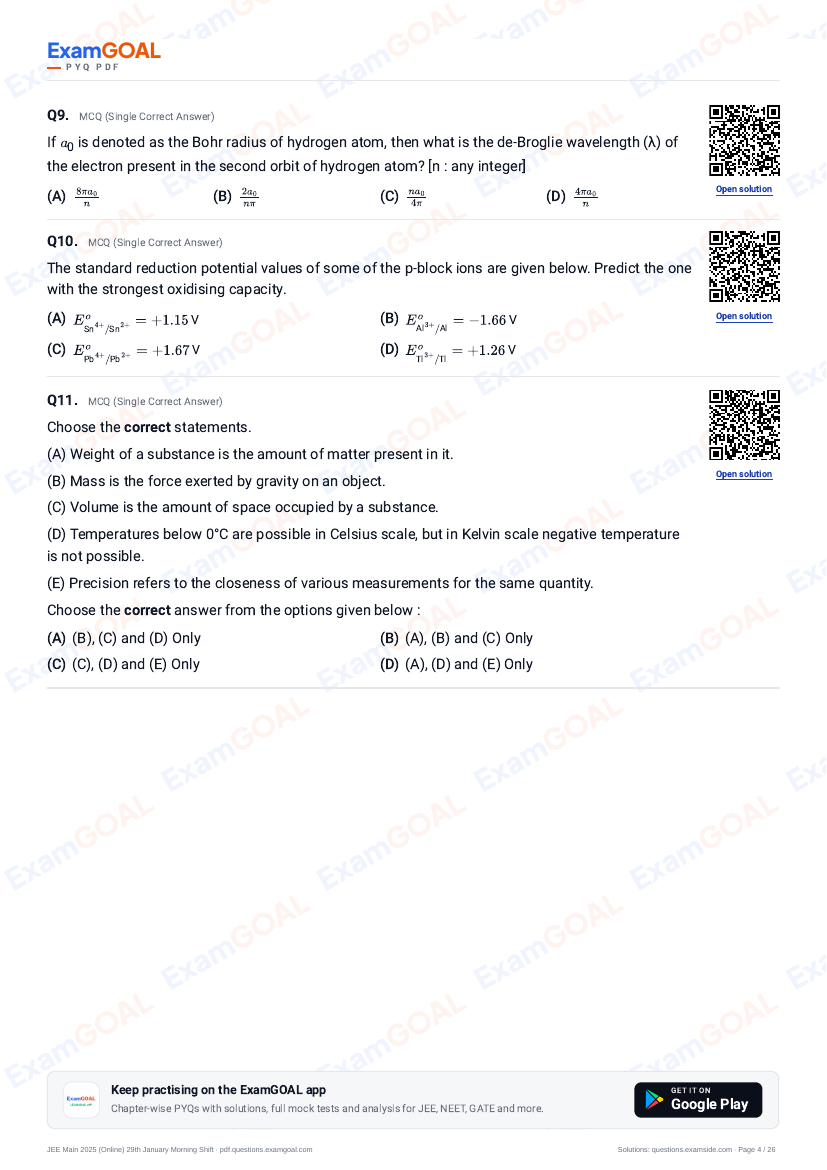 ExamGOAL
PYQ PDF
Q9. MCQ (Single Correct Answer)
If a₀ is denoted as the Bohr radius of hydrogen atom, then what is the de-Broglie wavelength (λ) of
the electron present in the second orbit of hydrogen atom? [n : any integer]
(A) 8πa₀/n (B) 2a₀/nπ (C) na₀/4π (D) 4πa₀/n
Open solution
Q10. MCQ (Single Correct Answer)
The standard reduction potential values of some of the p-block ions are given below. Predict the one
with the strongest oxidising capacity.
(A) E°Sn⁴⁺/Sn²⁺ = +1.15 V (B) E°Al³⁺/Al = −1.66 V
(C) E°Pb⁴⁺/Pb²⁺ = +1.67 V (D) E°Tl³⁺/Tl = +1.26 V
Open solution
Q11. MCQ (Single Correct Answer)
Choose the correct statements.
(A) Weight of a substance is the amount of matter present in it.
(B) Mass is the force exerted by gravity on an object.
(C) Volume is the amount of space occupied by a substance.
(D) Temperatures below 0°C are possible in Celsius scale, but in Kelvin scale negative temperature
is not possible.
(E) Precision refers to the closeness of various measurements for the same quantity.
Choose the correct answer from the options given below :
(A) (B), (C) and (D) Only (B) (A), (B) and (C) Only
(C) (C), (D) and (E) Only (D) (A), (D) and (E) Only
Open solution
Keep practising on the ExamGOAL app
Chapter-wise PYQs with solutions, full mock tests and analysis for JEE, NEET, GATE and more.
GET IT ON
Google Play
JEE Main 2025 (Online) 29th January Morning Shift · pdf.questions.examgoal.com
Solutions: questions.examside.com · Page 4 / 26